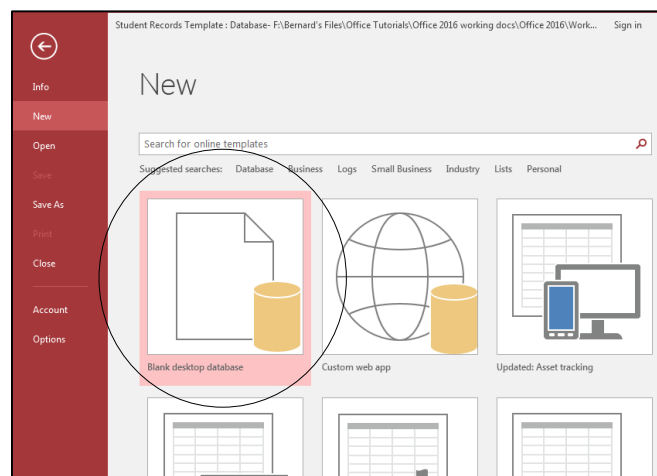 Student Records Template : Database- F:\Bernard's Files\Office Tutorials\Office 2016 working docs\Office 2016\Work... Sign in
Info
New
Open
Save
Save As
Print
Close
Account
Options
New
Search for online templates
Suggested searches: Database Business Logs Small Business Industry Lists Personal
Blank desktop database
Custom web app
Updated: Asset tracking